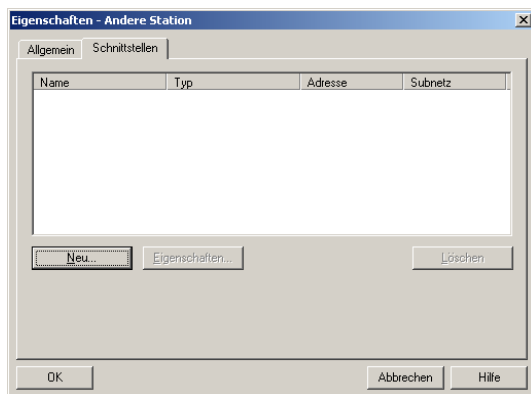 Eigenschaften - Andere Station
Allgemein Schnittstellen
Name Typ Adresse Subnetz
Neu... Eigenschaften... Löschen
OK Abbrechen Hilfe